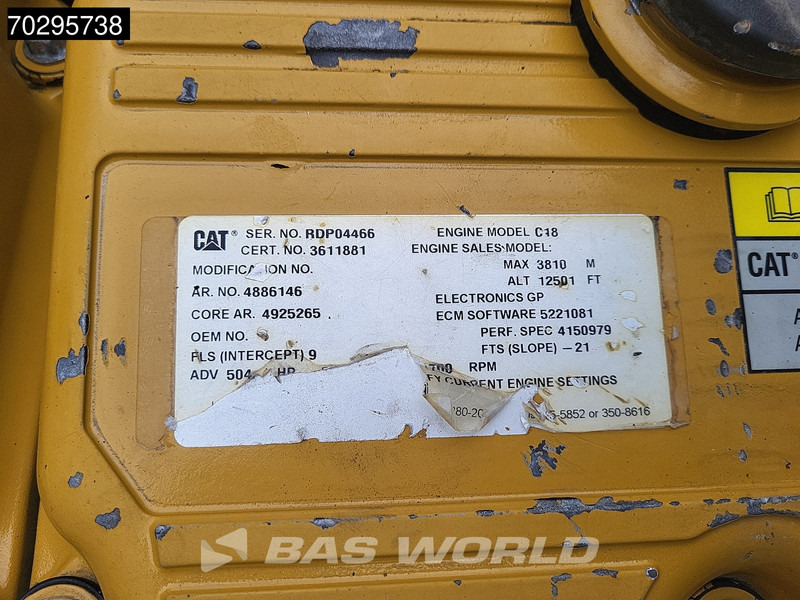 70295738
CAT® SER. NO. RDP04466 ENGINE MODEL C18
CERT. NO. 3611881 ENGINE SALES MODEL:
MODIFICATION NO. MAX 3810 M
ALT 12501 FT
AR. NO. 4886146 ELECTRONICS GP
CORE AR. 4925265 ECM SOFTWARE 5221081
OEM NO. PERF. SPEC 4150979
FLS (INTERCEPT) 9 FTS (SLOPE) –21
ADV 504 HP RPM
CURRENT ENGINE SETTINGS
5-5852 or 350-8616
CAT®
BAS WORLD